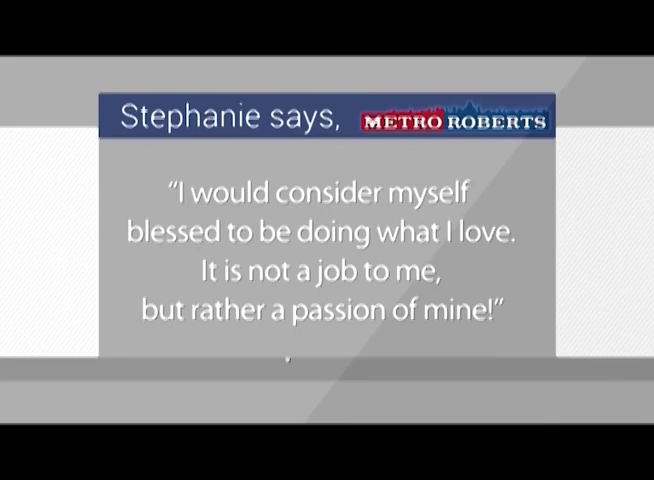 Stephanie says, METRO ROBERTS
“I would consider myself
blessed to be doing what I love.
It is not a job to me,
but rather a passion of mine!”